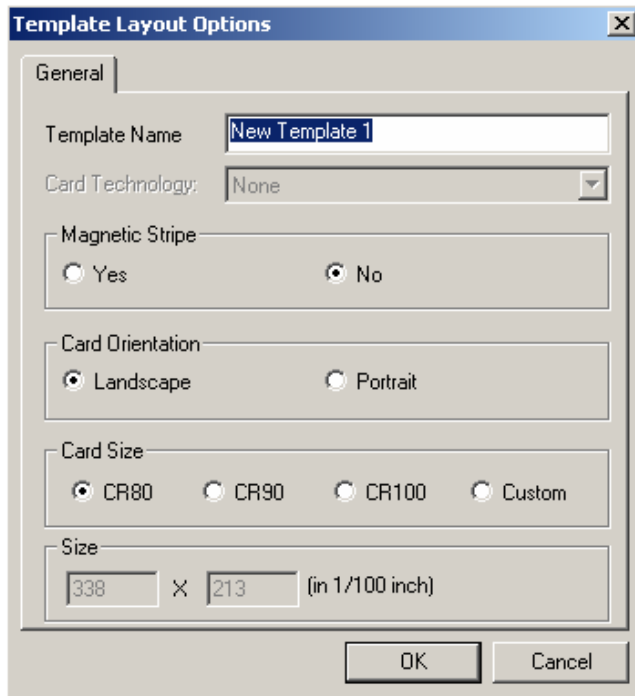 Template Layout Options
General
Template Name New Template 1
Card Technology: None
Magnetic Stripe
Yes No
Card Orientation
Landscape Portrait
Card Size
CR80 CR90 CR100 Custom
Size
338 X 213 (in 1/100 inch)
OK Cancel